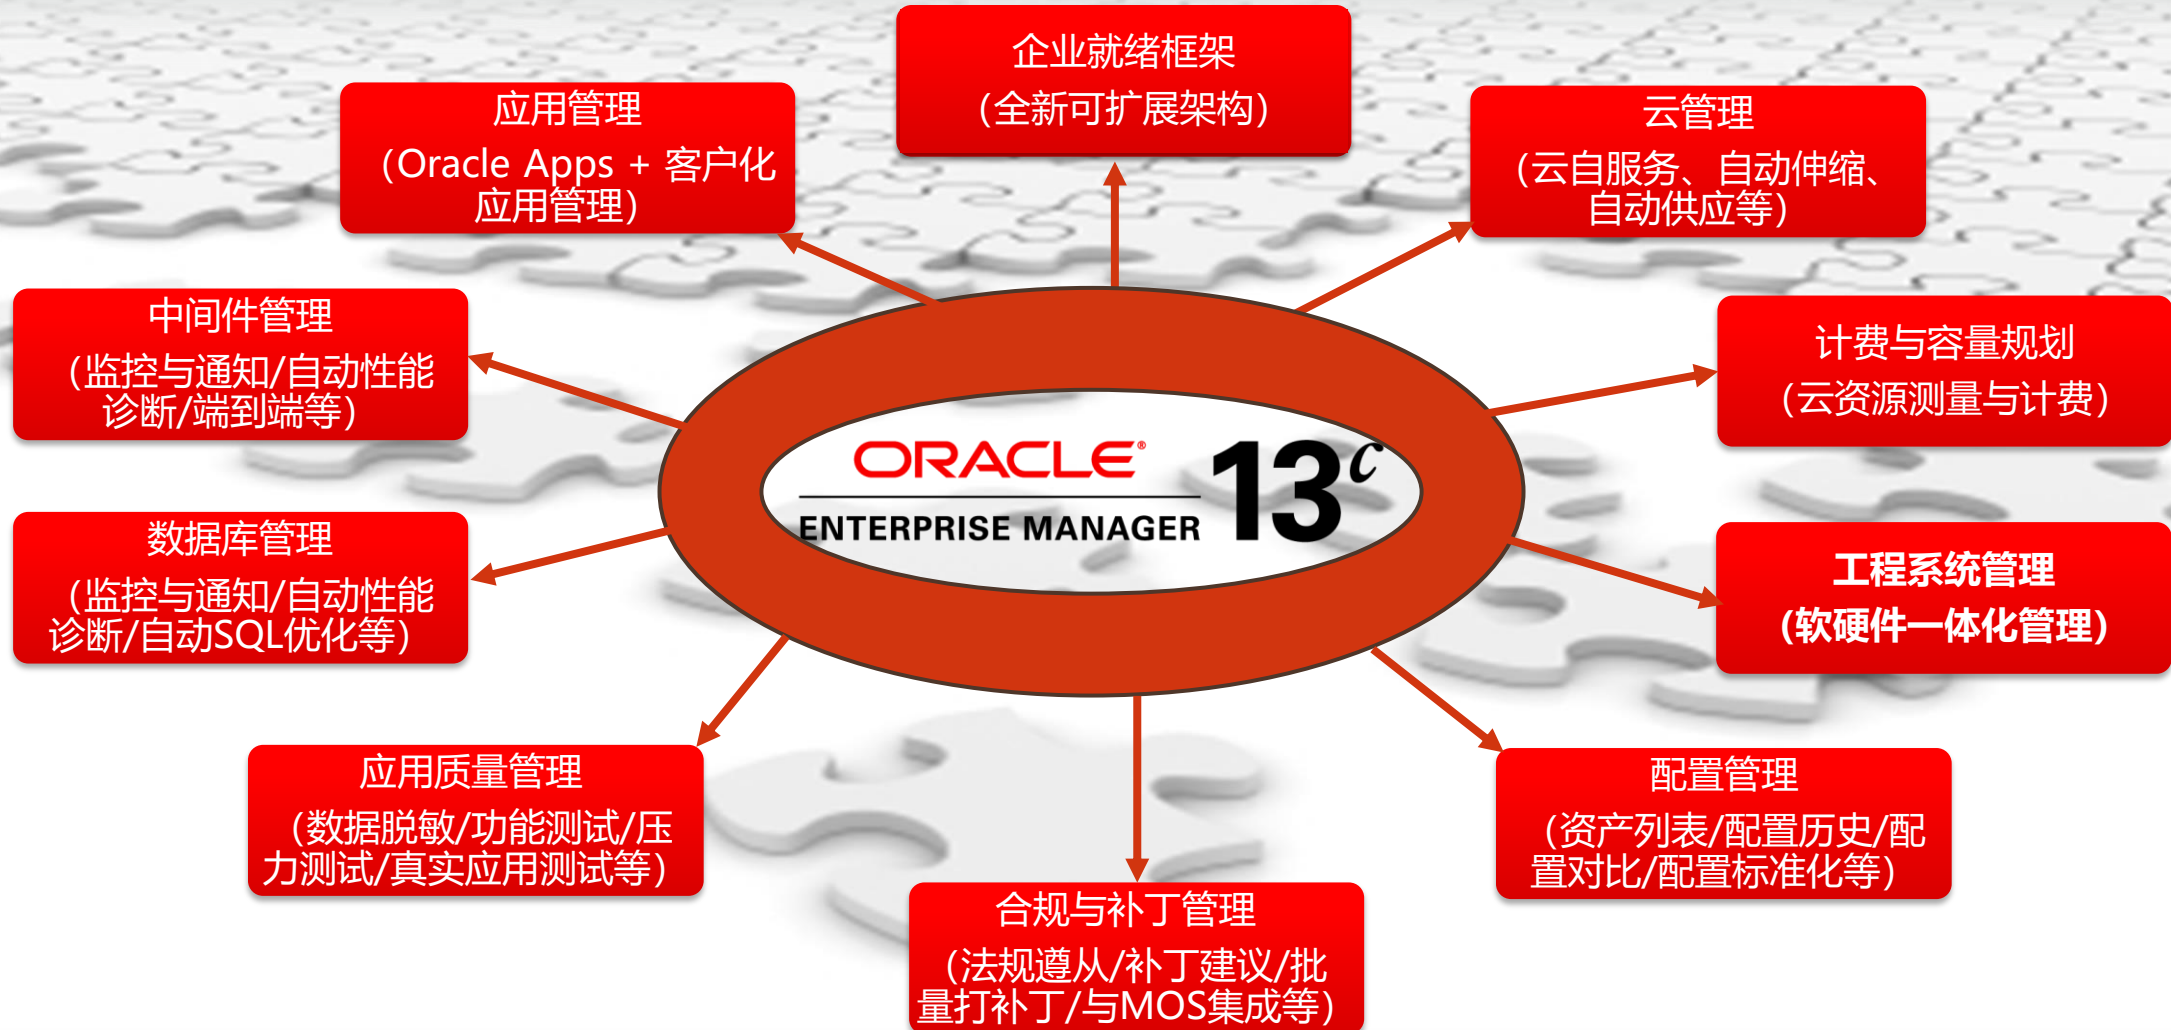 企业就绪框架
（全新可扩展架构）
应用管理
（Oracle Apps + 客户化
应用管理）
云管理
（云自服务、自动伸缩、
自动供应等）
中间件管理
（监控与通知/自动性能
诊断/端到端等）
计费与容量规划
（云资源测量与计费）
ORACLE®
ENTERPRISE MANAGER 13c
数据库管理
（监控与通知/自动性能
诊断/自动SQL优化等）
工程系统管理
(软硬件一体化管理）
应用质量管理
（数据脱敏/功能测试/压
力测试/真实应用测试等）
配置管理
（资产列表/配置历史/配
置对比/配置标准化等）
合规与补丁管理
（法规遵从/补丁建议/批
量打补丁/与MOS集成等）